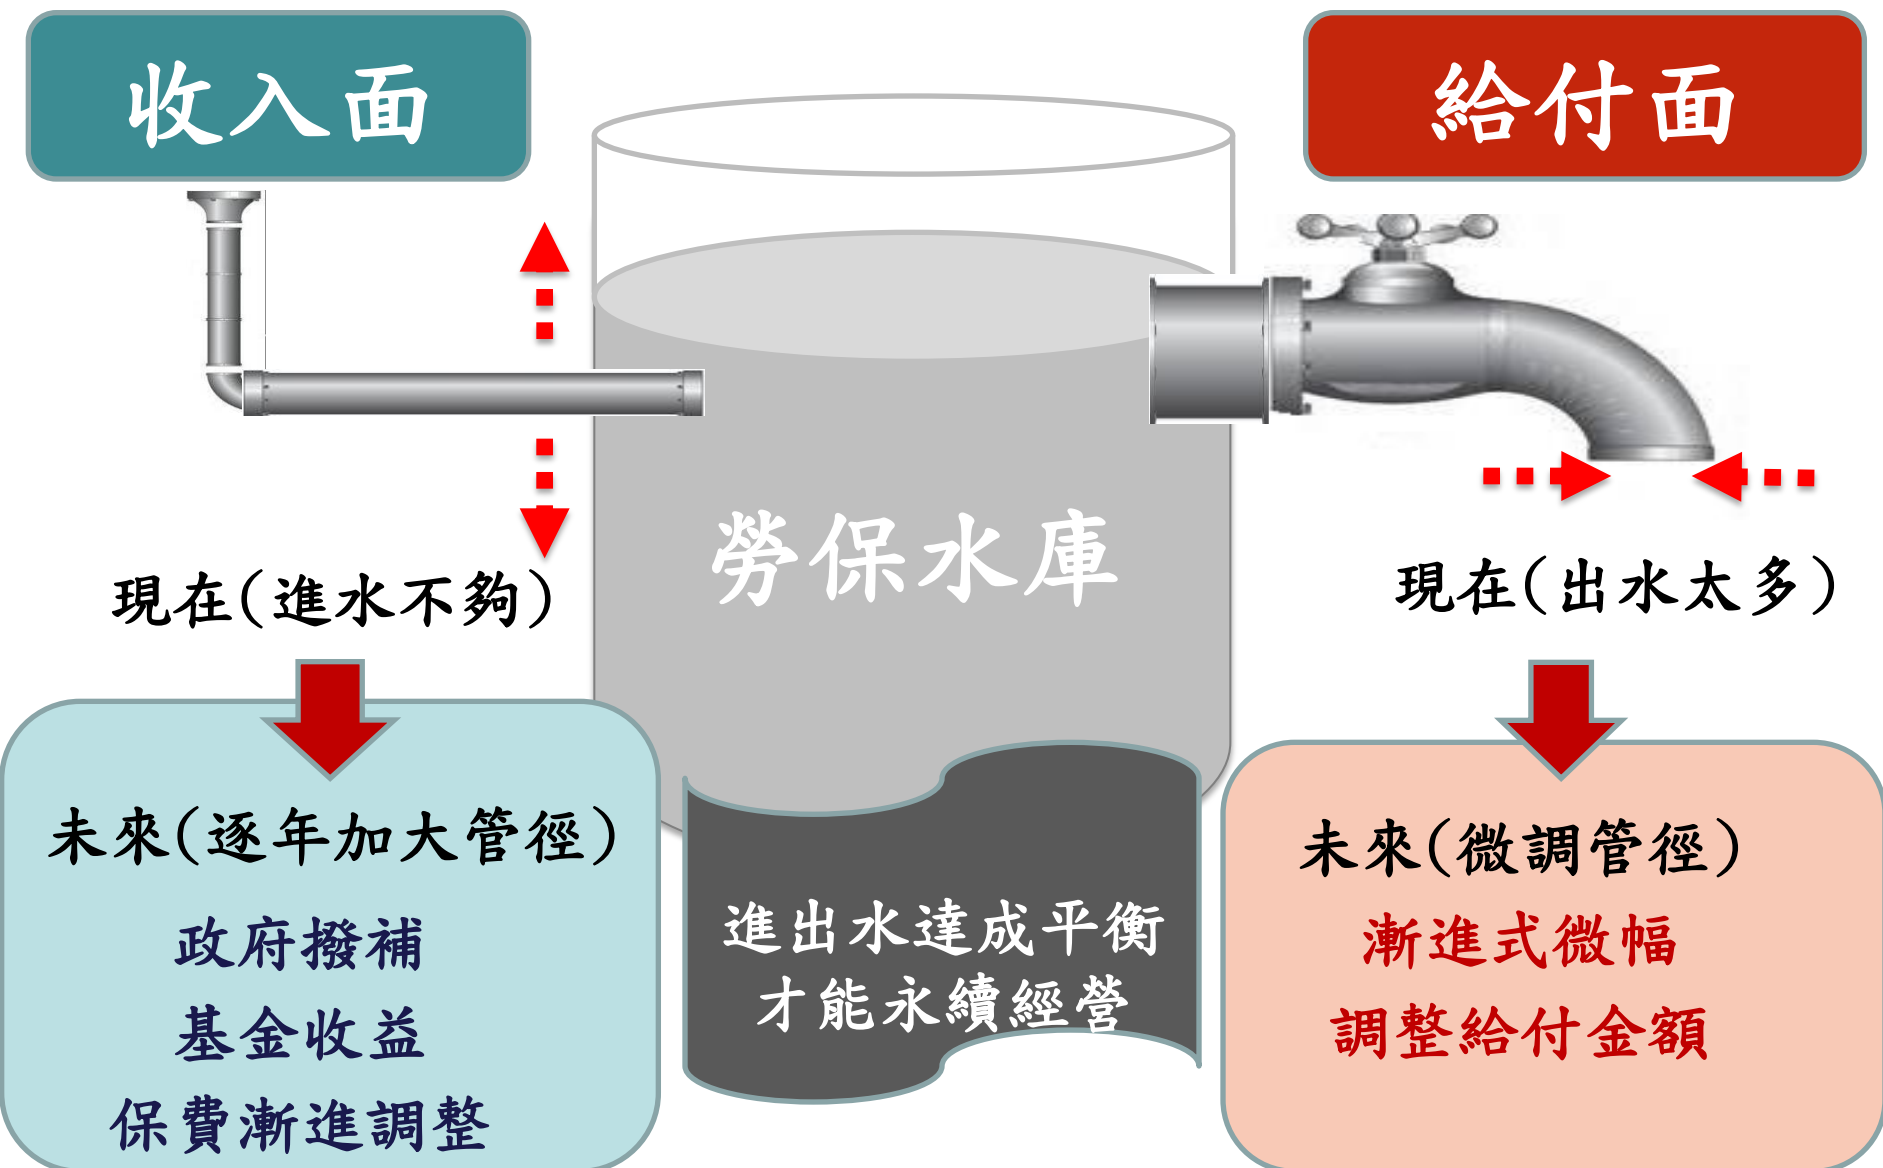 收入面
給付面
勞保水庫
現在(進水不夠)
現在(出水太多)
未來(逐年加大管徑)
政府撥補
基金收益
保費漸進調整
進出水達成平衡
才能永續經營
未來(微調管徑)
漸進式微幅
調整給付金額